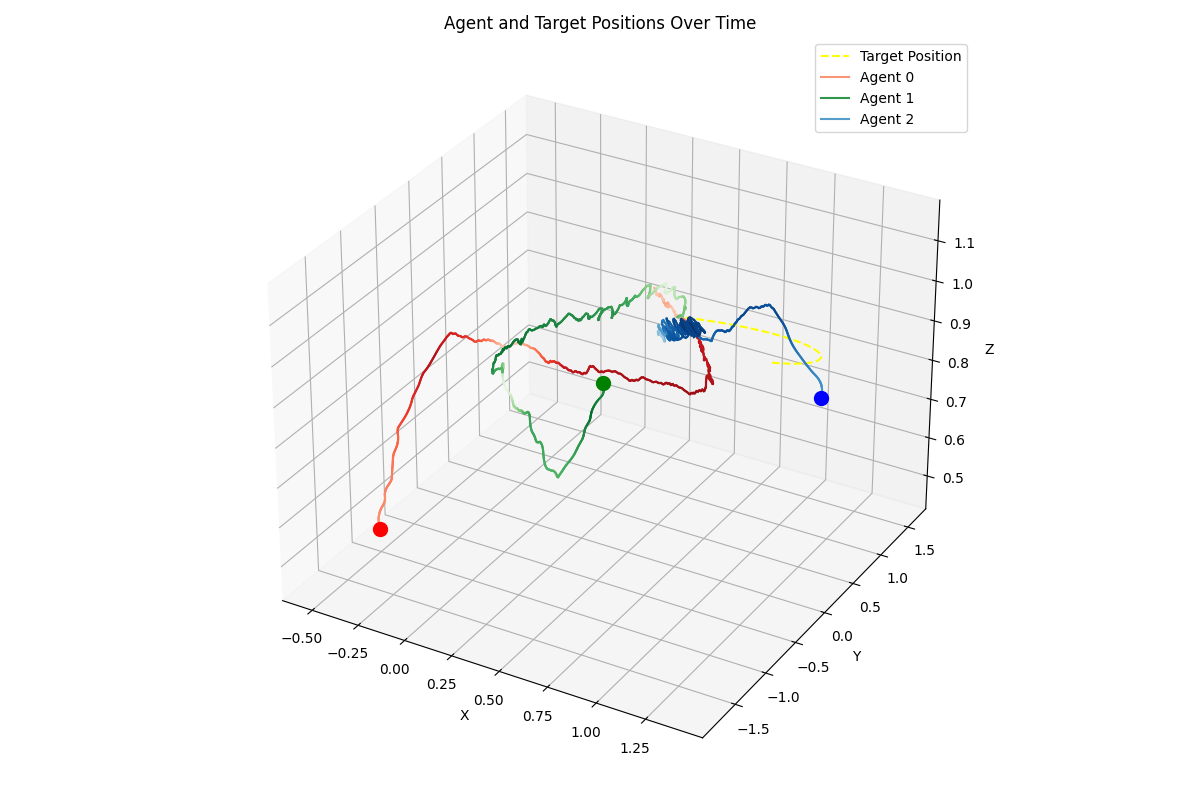 Agent and Target Positions Over Time
Target Position
Agent 0
Agent 1
Agent 2
1.1
1.0
0.9
0.8
0.7
0.6
0.5
Z
1.5
1.0
0.5
0.0
−0.5
−1.0
−1.5
Y
−0.50
−0.25
0.00
0.25
0.50
0.75
1.00
1.25
X